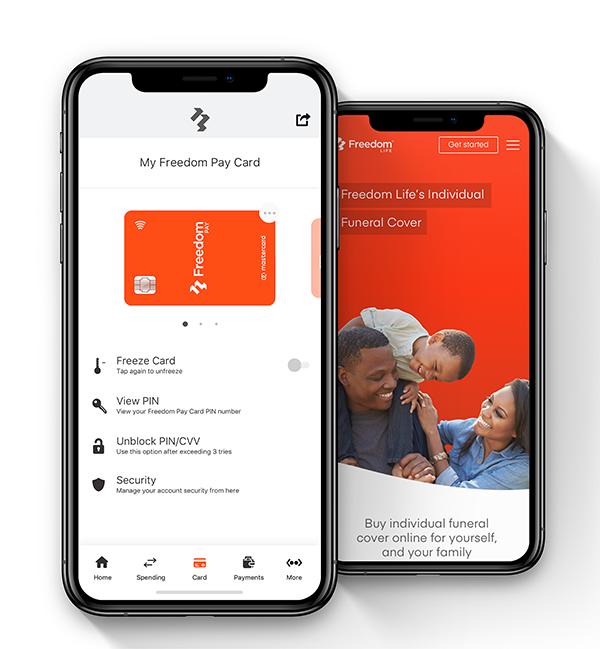 My Freedom Pay Card
Freedom
PAY
mastercard
Freeze Card
Tap again to unfreeze
View PIN
View your Freedom Pay Card PIN number
Unblock PIN/CVV
Use this option after exceeding 3 tries
Security
Manage your account security from here
Home
Spending
Card
Payments
More
Freedom
LIFE
Get started
Freedom Life's Individual
Funeral Cover
Buy individual funeral
cover online for yourself,
and your family